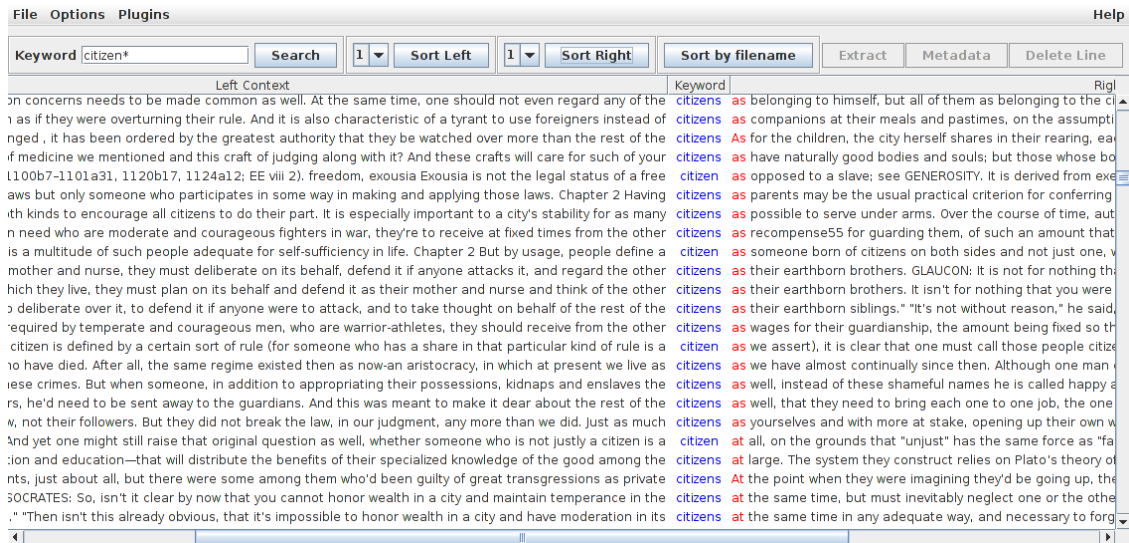 File Options Plugins Help
Keyword citizen* Search 1 Sort Left 1 Sort Right Sort by filename Extract Metadata Delete Line
Left Context Keyword Rig
on concerns needs to be made common as well. At the same time, one should not even regard any of the citizens as belonging to himself, but all of them as belonging to the ci
as if they were overturning their rule. And it is also characteristic of a tyrant to use foreigners instead of citizens as companions at their meals and pastimes, on the assumpti
nged , it has been ordered by the greatest authority that they be watched over more than the rest of the citizens As for the children, the city herself shares in their rearing, eac
of medicine we mentioned and this craft of judging along with it? And these crafts will care for such of your citizens as have naturally good bodies and souls; but those whose bo
1100b7–1101a31, 1120b17, 1124a12; EE viii 2). freedom, exousia Exousia is not the legal status of a free citizen as opposed to a slave; see GENEROSITY. It is derived from exe
aws but only someone who participates in some way in making and applying those laws. Chapter 2 Having citizens as parents may be the usual practical criterion for conferring
th kinds to encourage all citizens to do their part. It is especially important to a city's stability for as many citizens as possible to serve under arms. Over the course of time, aut
n need who are moderate and courageous fighters in war, they're to receive at fixed times from the other citizens as recompense55 for guarding them, of such an amount that
is a multitude of such people adequate for self-sufficiency in life. Chapter 2 But by usage, people define a citizen as someone born of citizens on both sides and not just one, w
mother and nurse, they must deliberate on its behalf, defend it if anyone attacks it, and regard the other citizens as their earthborn brothers. GLAUCON: It is not for nothing tha
hich they live, they must plan on its behalf and defend it as their mother and nurse and think of the other citizens as their earthborn brothers. It isn't for nothing that you were
o deliberate over it, to defend it if anyone were to attack, and to take thought on behalf of the rest of the citizens as their earthborn siblings." "It's not without reason," he said,
required by temperate and courageous men, who are warrior-athletes, they should receive from the other citizens as wages for their guardianship, the amount being fixed so th
citizen is defined by a certain sort of rule (for someone who has a share in that particular kind of rule is a citizen as we assert), it is clear that one must call those people citize
ho have died. After all, the same regime existed then as now-an aristocracy, in which at present we live as citizens as we have almost continually since then. Although one man
ese crimes. But when someone, in addition to appropriating their possessions, kidnaps and enslaves the citizens as well, instead of these shameful names he is called happy a
rs, he'd need to be sent away to the guardians. And this was meant to make it dear about the rest of the citizens as well, that they need to bring each one to one job, the one
w, not their followers. But they did not break the law, in our judgment, any more than we did. Just as much citizens as yourselves and with more at stake, opening up their own w
And yet one might still raise that original question as well, whether someone who is not justly a citizen is a citizen at all, on the grounds that "unjust" has the same force as "fa
tion and education—that will distribute the benefits of their specialized knowledge of the good among the citizens at large. The system they construct relies on Plato's theory of
nts, just about all, but there were some among them who'd been guilty of great transgressions as private citizens At the point when they were imagining they'd be going up, the
SOCRATES: So, isn't it clear by now that you cannot honor wealth in a city and maintain temperance in the citizens at the same time, but must inevitably neglect one or the othe
." "Then isn't this already obvious, that it's impossible to honor wealth in a city and have moderation in its citizens at the same time in any adequate way, and necessary to forg